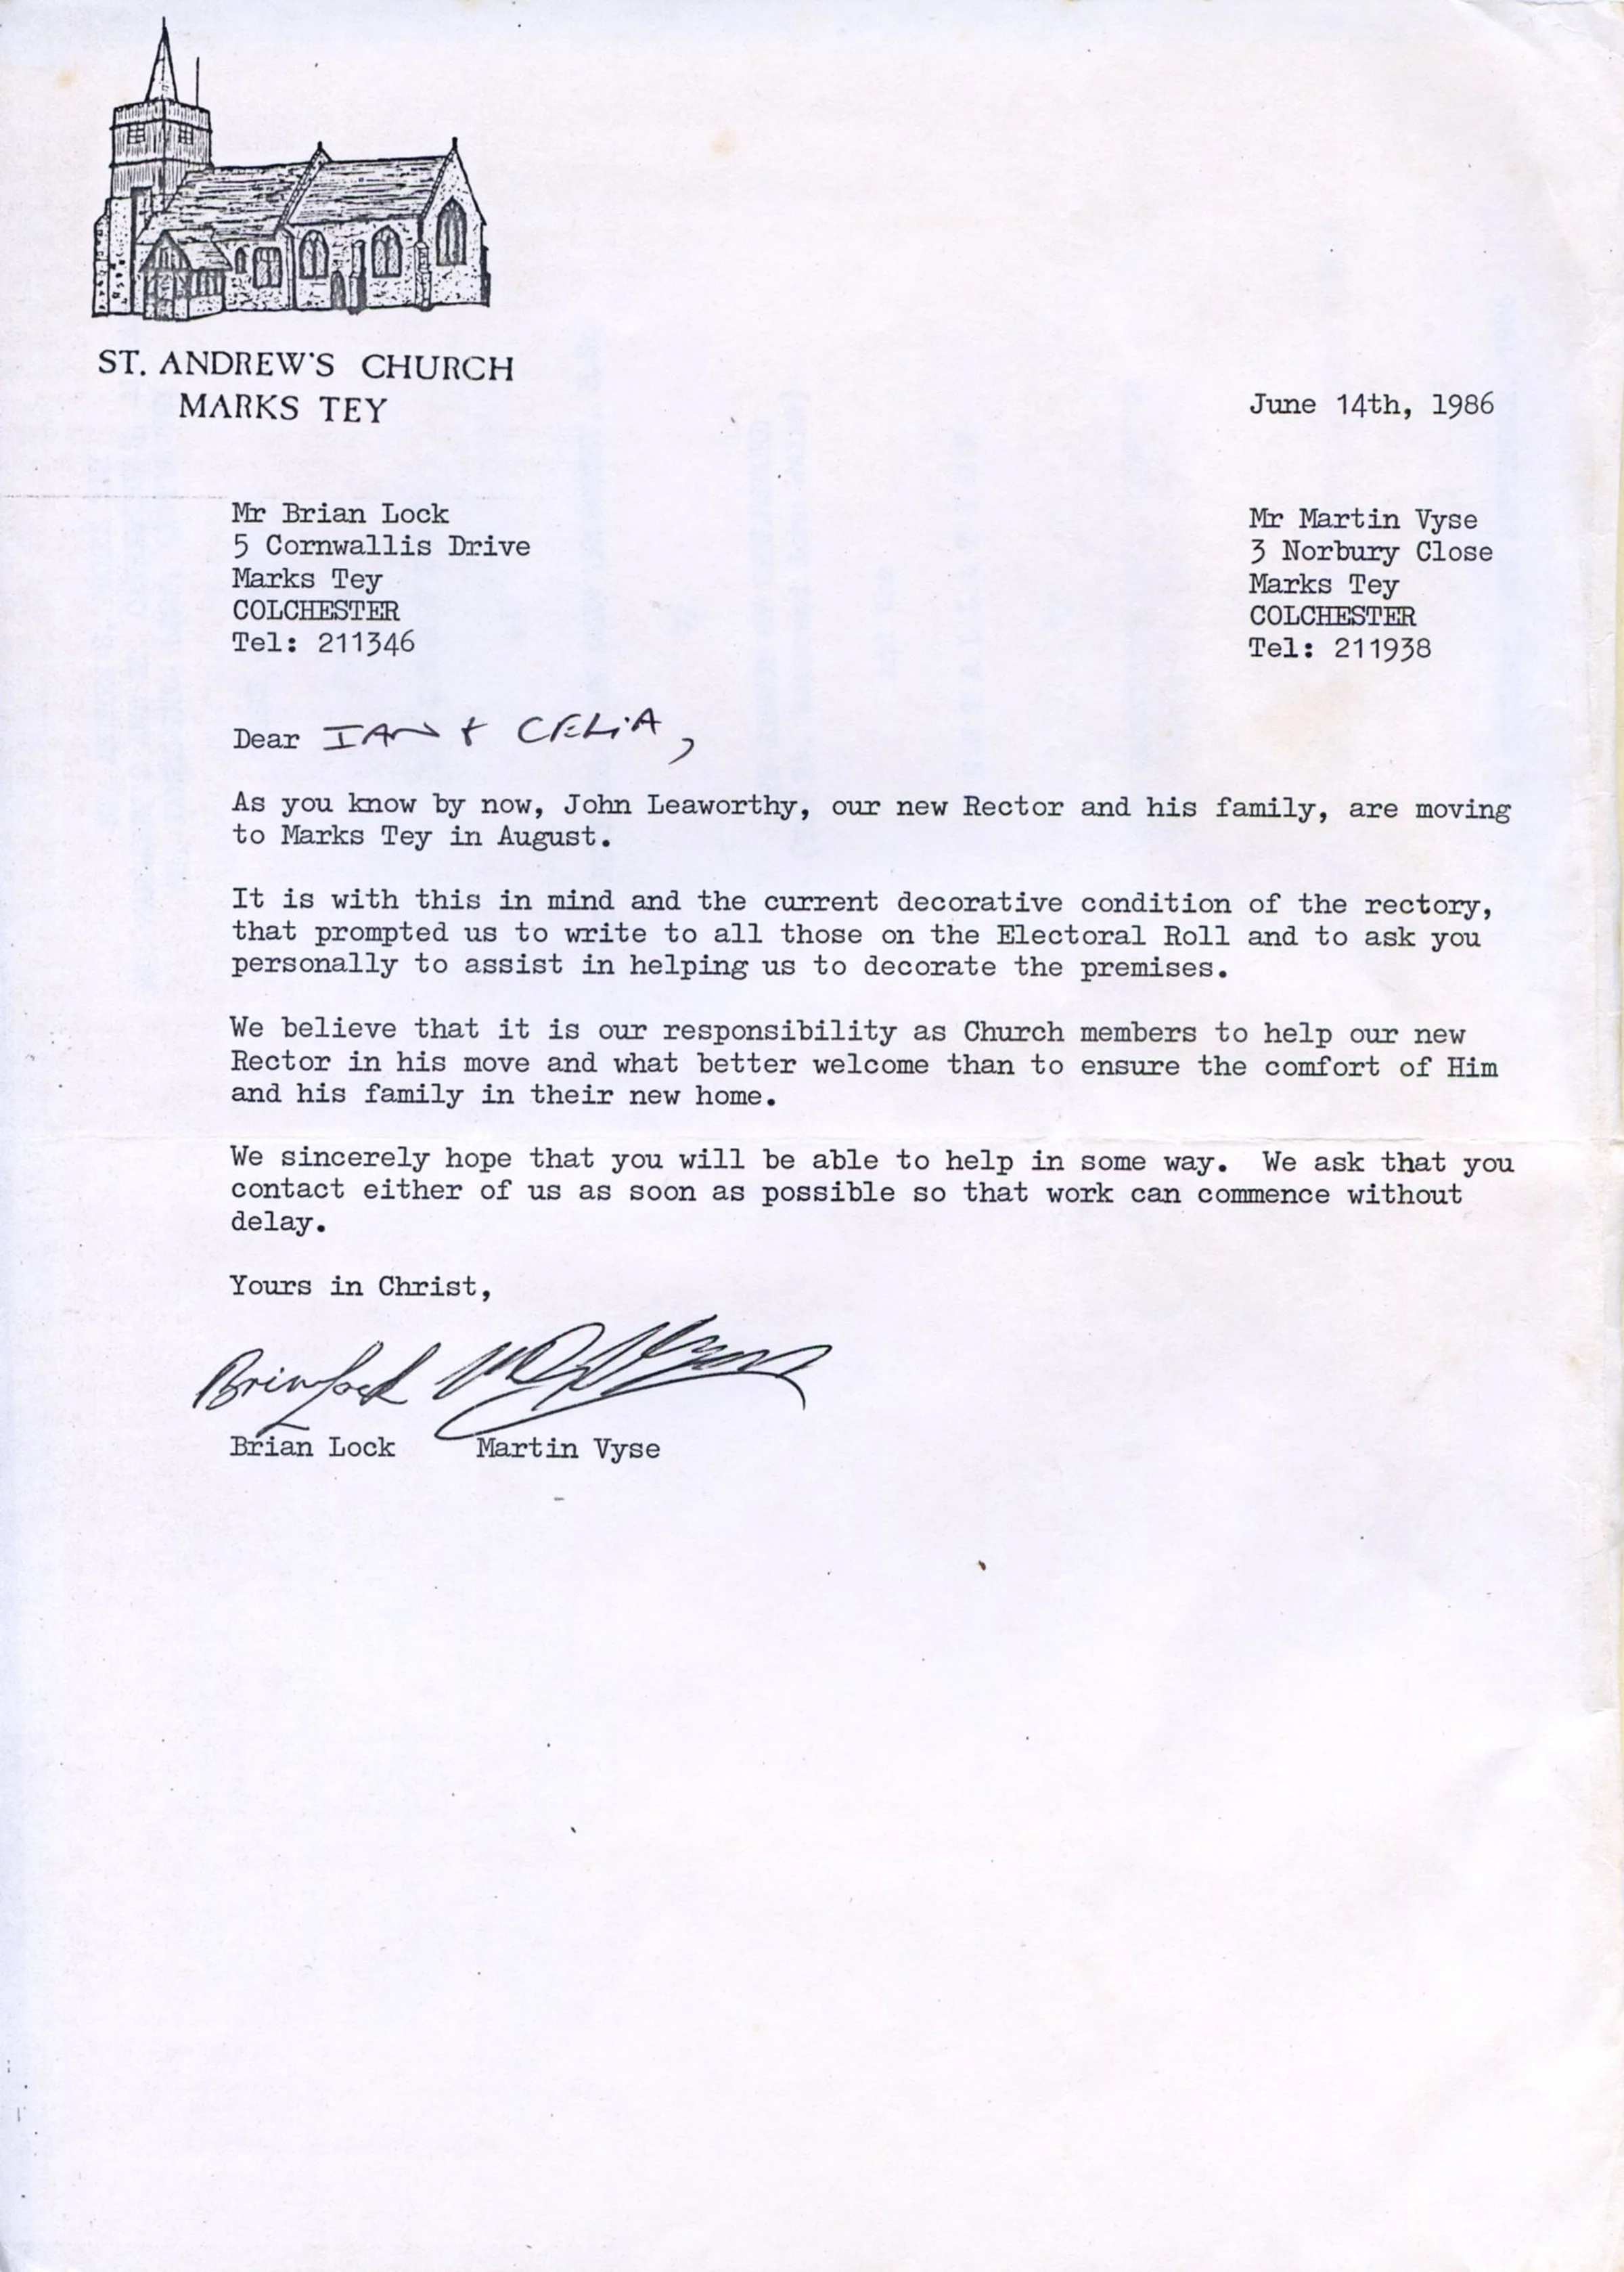 ST. ANDREW'S CHURCH
MARKS TEY
June 14th, 1986
Mr Brian Lock
5 Cornwallis Drive
Marks Tey
COLCHESTER
Tel: 211346
Mr Martin Vyse
3 Norbury Close
Marks Tey
COLCHESTER
Tel: 211938
Dear IAN + CELIA,
As you know by now, John Leaworthy, our new Rector and his family, are moving
to Marks Tey in August.
It is with this in mind and the current decorative condition of the rectory,
that prompted us to write to all those on the Electoral Roll and to ask you
personally to assist in helping us to decorate the premises.
We believe that it is our responsibility as Church members to help our new
Rector in his move and what better welcome than to ensure the comfort of Him
and his family in their new home.
We sincerely hope that you will be able to help in some way. We ask that you
contact either of us as soon as possible so that work can commence without
delay.
Yours in Christ,
Brian Lock
Brian Lock Martin Vyse